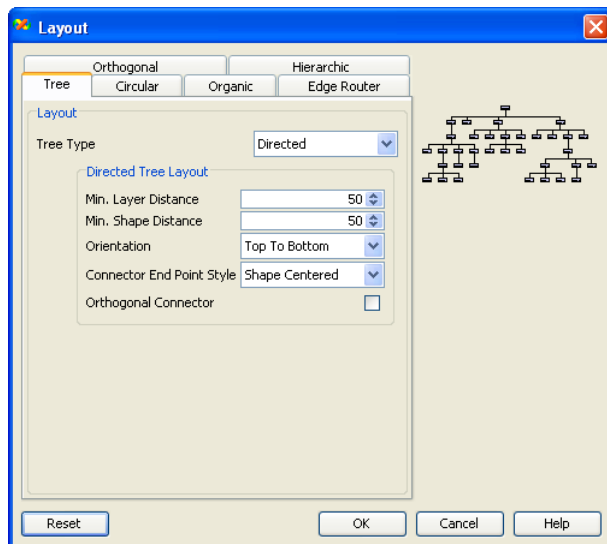 Layout
Orthogonal Hierarchic
Tree Circular Organic Edge Router
Layout
Tree Type Directed
Directed Tree Layout
Min. Layer Distance 50
Min. Shape Distance 50
Orientation Top To Bottom
Connector End Point Style Shape Centered
Orthogonal Connector
Reset OK Cancel Help